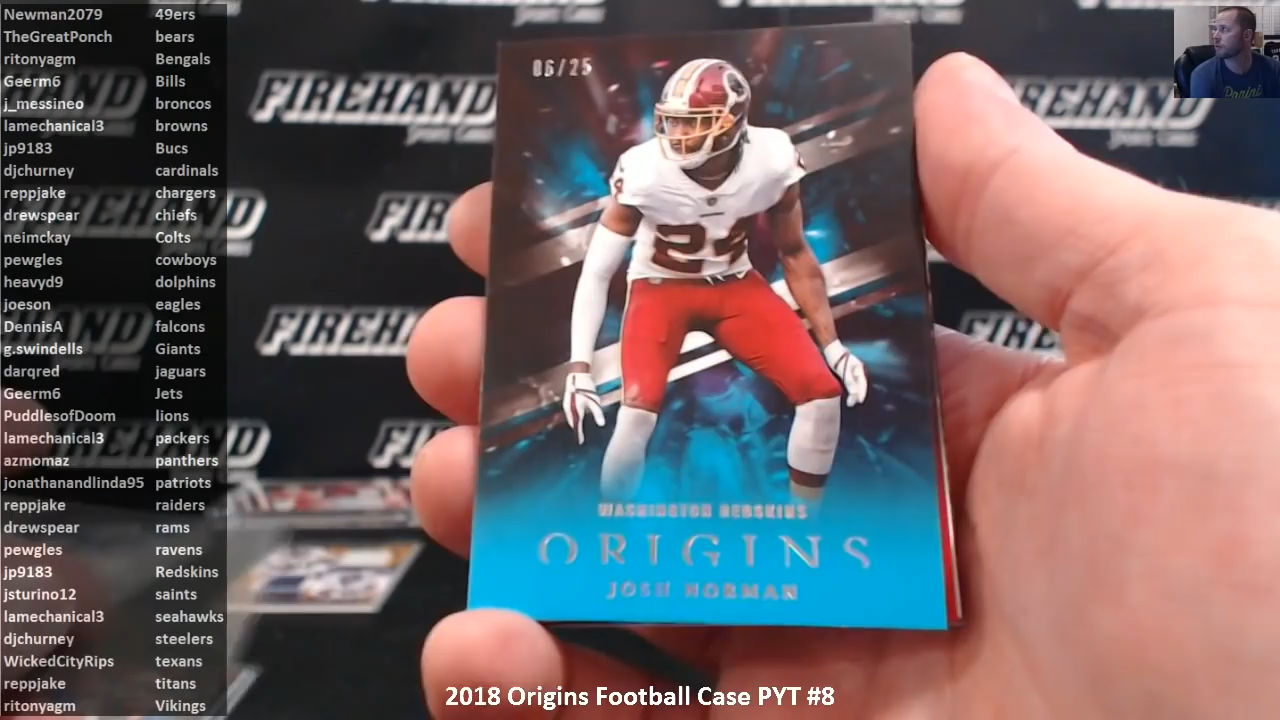 Newman2079 49ers
TheGreatPonch bears
ritonyagm Bengals
Geerm6 Bills
j_messineo broncos
lamechanical3 browns
jp9183 Bucs
djchurney cardinals
reppjake chargers
drewspear chiefs
neimckay Colts
pewgles cowboys
heavyd9 dolphins
joeson eagles
DennisA falcons
g.swindells Giants
darqred jaguars
Geerm6 Jets
PuddlesofDoom lions
lamechanical3 packers
azmomaz panthers
jonathanandlinda95 patriots
reppjake raiders
drewspear rams
pewgles ravens
jp9183 Redskins
jsturino12 saints
lamechanical3 seahawks
djchurney steelers
WickedCityRips texans
reppjake titans
ritonyagm Vikings
FIREHAND
FIREHAND
06/25
24
WASHINGTON REDSKINS
ORIGINS
JOSH NORMAN
Panini
2018 Origins Football Case PYT #8